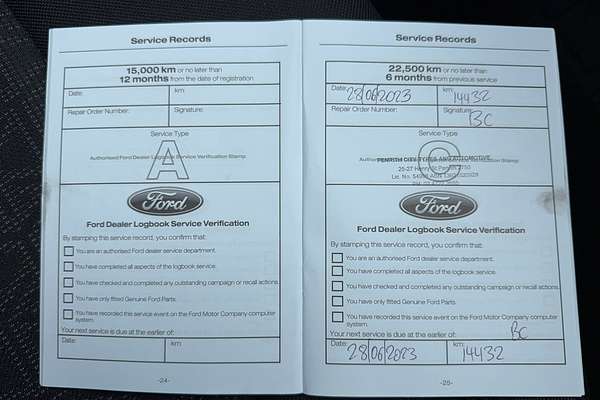 Service Records
15,000 km or no later than
12 months from the date of registration
Date:
km:
Repair Order Number:
Signature:
Service Type
Authorised Ford Dealer Logbook Service Verification Stamp.
A
Ford
Ford Dealer Logbook Service Verification
By stamping this service record, you confirm that:
You are an authorised Ford dealer service department.
You have completed all aspects of the logbook service.
You have checked and completed any outstanding campaign or recall actions.
You have only fitted Genuine Ford Parts.
You have recorded this service event on the Ford Motor Company computer
system.
Your next service is due at the earlier of:
Date:
km:
-24-
Service Records
22,500 km or no later than
6 months from previous service
Date: 28/06/2023
km: 14432
Repair Order Number:
Signature: BC
Service Type
PENRITH CITY TYRES AND AUTOMOTIVE
C
Ford
Ford Dealer Logbook Service Verification
By stamping this service record, you confirm that:
You are an authorised Ford dealer service department.
You have completed all aspects of the logbook service.
You have checked and completed any outstanding campaign or recall actions.
You have only fitted Genuine Ford Parts.
You have recorded this service event on the Ford Motor Company computer
system.
BC
Your next service is due at the earlier of:
Date: 28/06/2023
km: 14432
-25-